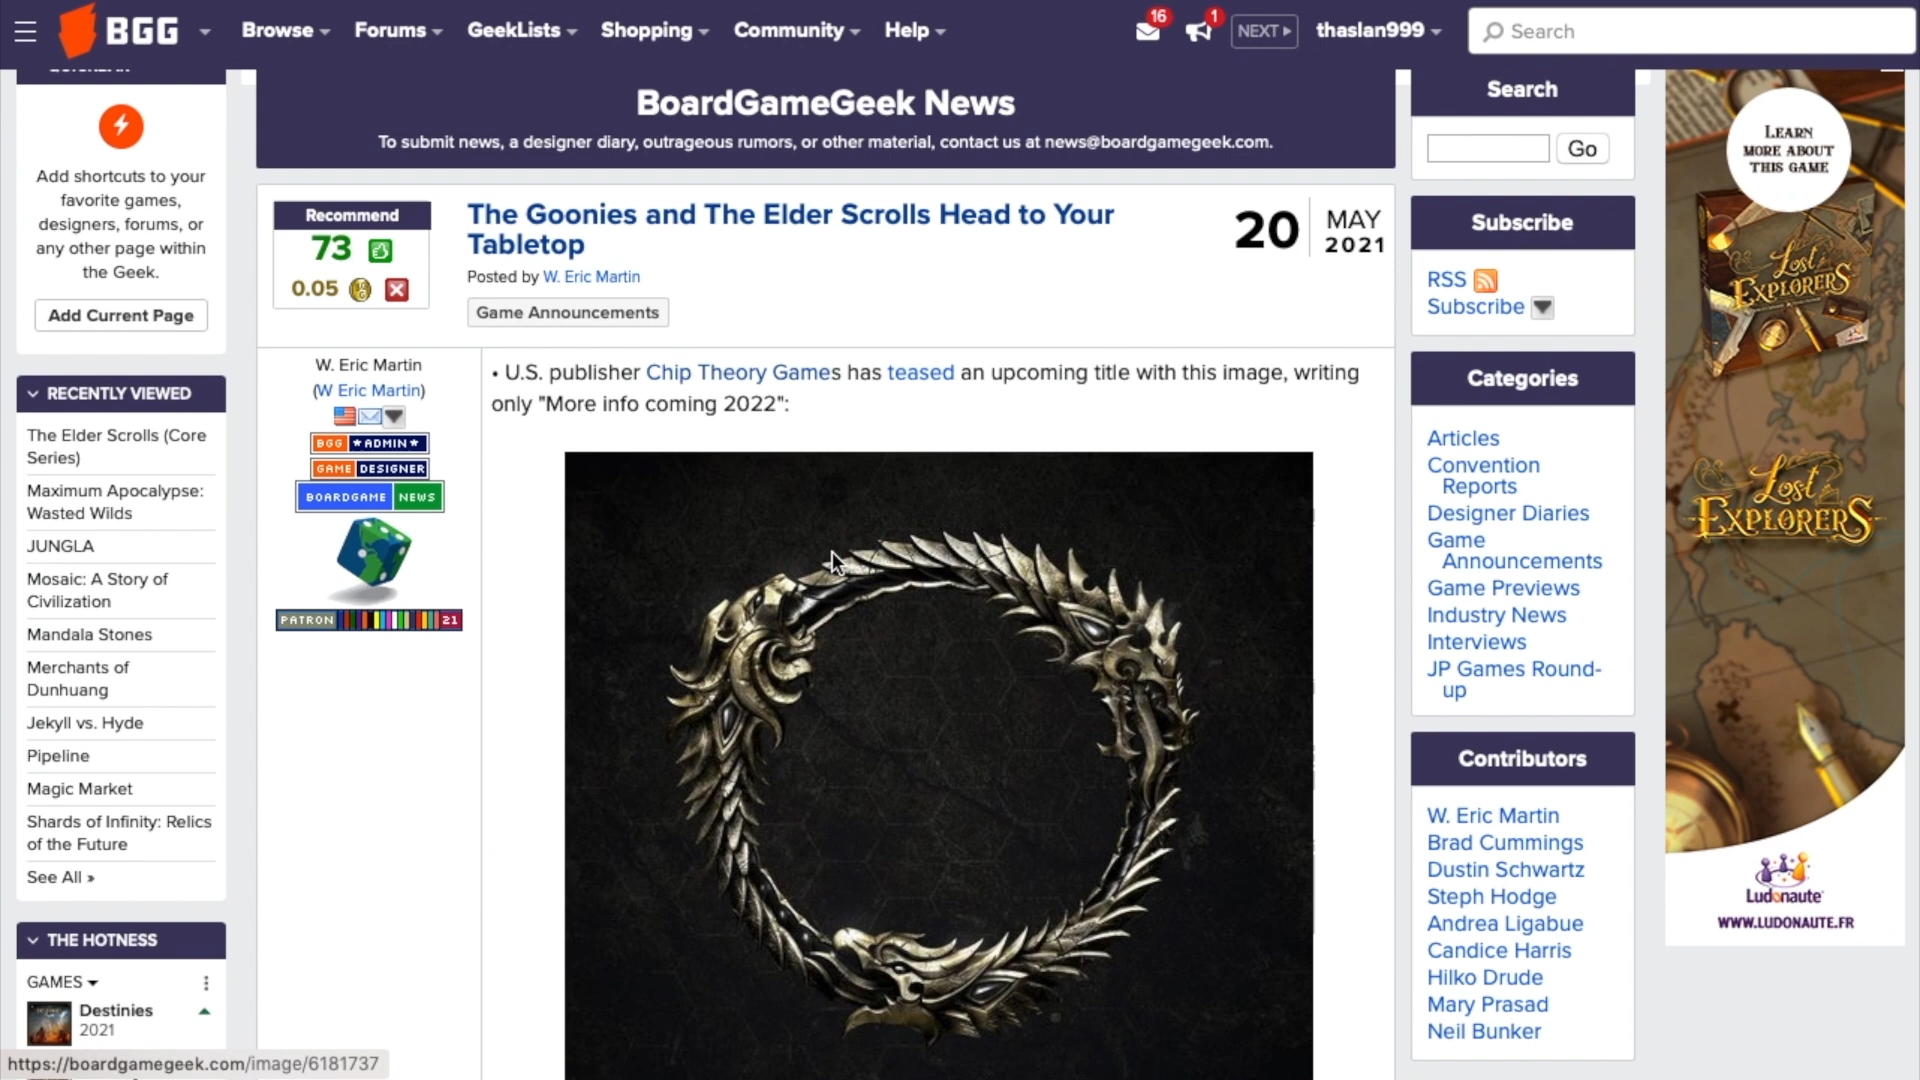 BGG
Browse
Forums
GeekLists
Shopping
Community
Help
16
1
NEXT
thaslan999
Search
Add shortcuts to your
favorite games,
designers, forums, or
any other page within
the Geek.
Add Current Page
RECENTLY VIEWED
The Elder Scrolls (Core
Series)
Maximum Apocalypse:
Wasted Wilds
JUNGLA
Mosaic: A Story of
Civilization
Mandala Stones
Merchants of
Dunhuang
Jekyll vs. Hyde
Pipeline
Magic Market
Shards of Infinity: Relics
of the Future
See All »
THE HOTNESS
GAMES
Destinies
2021
https://boardgamegeek.com/image/6181737
BoardGameGeek News
To submit news, a designer diary, outrageous rumors, or other material, contact us at news@boardgamegeek.com.
Recommend
73
0.05
The Goonies and The Elder Scrolls Head to Your
Tabletop
Posted by W. Eric Martin
Game Announcements
20
MAY
2021
W. Eric Martin
(W Eric Martin)
BGG *ADMIN*
GAME DESIGNER
BOARDGAME NEWS
PATRON 21
• U.S. publisher Chip Theory Games has teased an upcoming title with this image, writing
only "More info coming 2022":
Search
Go
Subscribe
RSS
Subscribe
Categories
Articles
Convention
Reports
Designer Diaries
Game
Announcements
Game Previews
Industry News
Interviews
JP Games Round-
up
Contributors
W. Eric Martin
Brad Cummings
Dustin Schwartz
Steph Hodge
Andrea Ligabue
Candice Harris
Hilko Drude
Mary Prasad
Neil Bunker
LEARN
MORE ABOUT
THIS GAME
Lost
EXPLORERS
Lost
EXPLORERS
Ludonaute
WWW.LUDONAUTE.FR